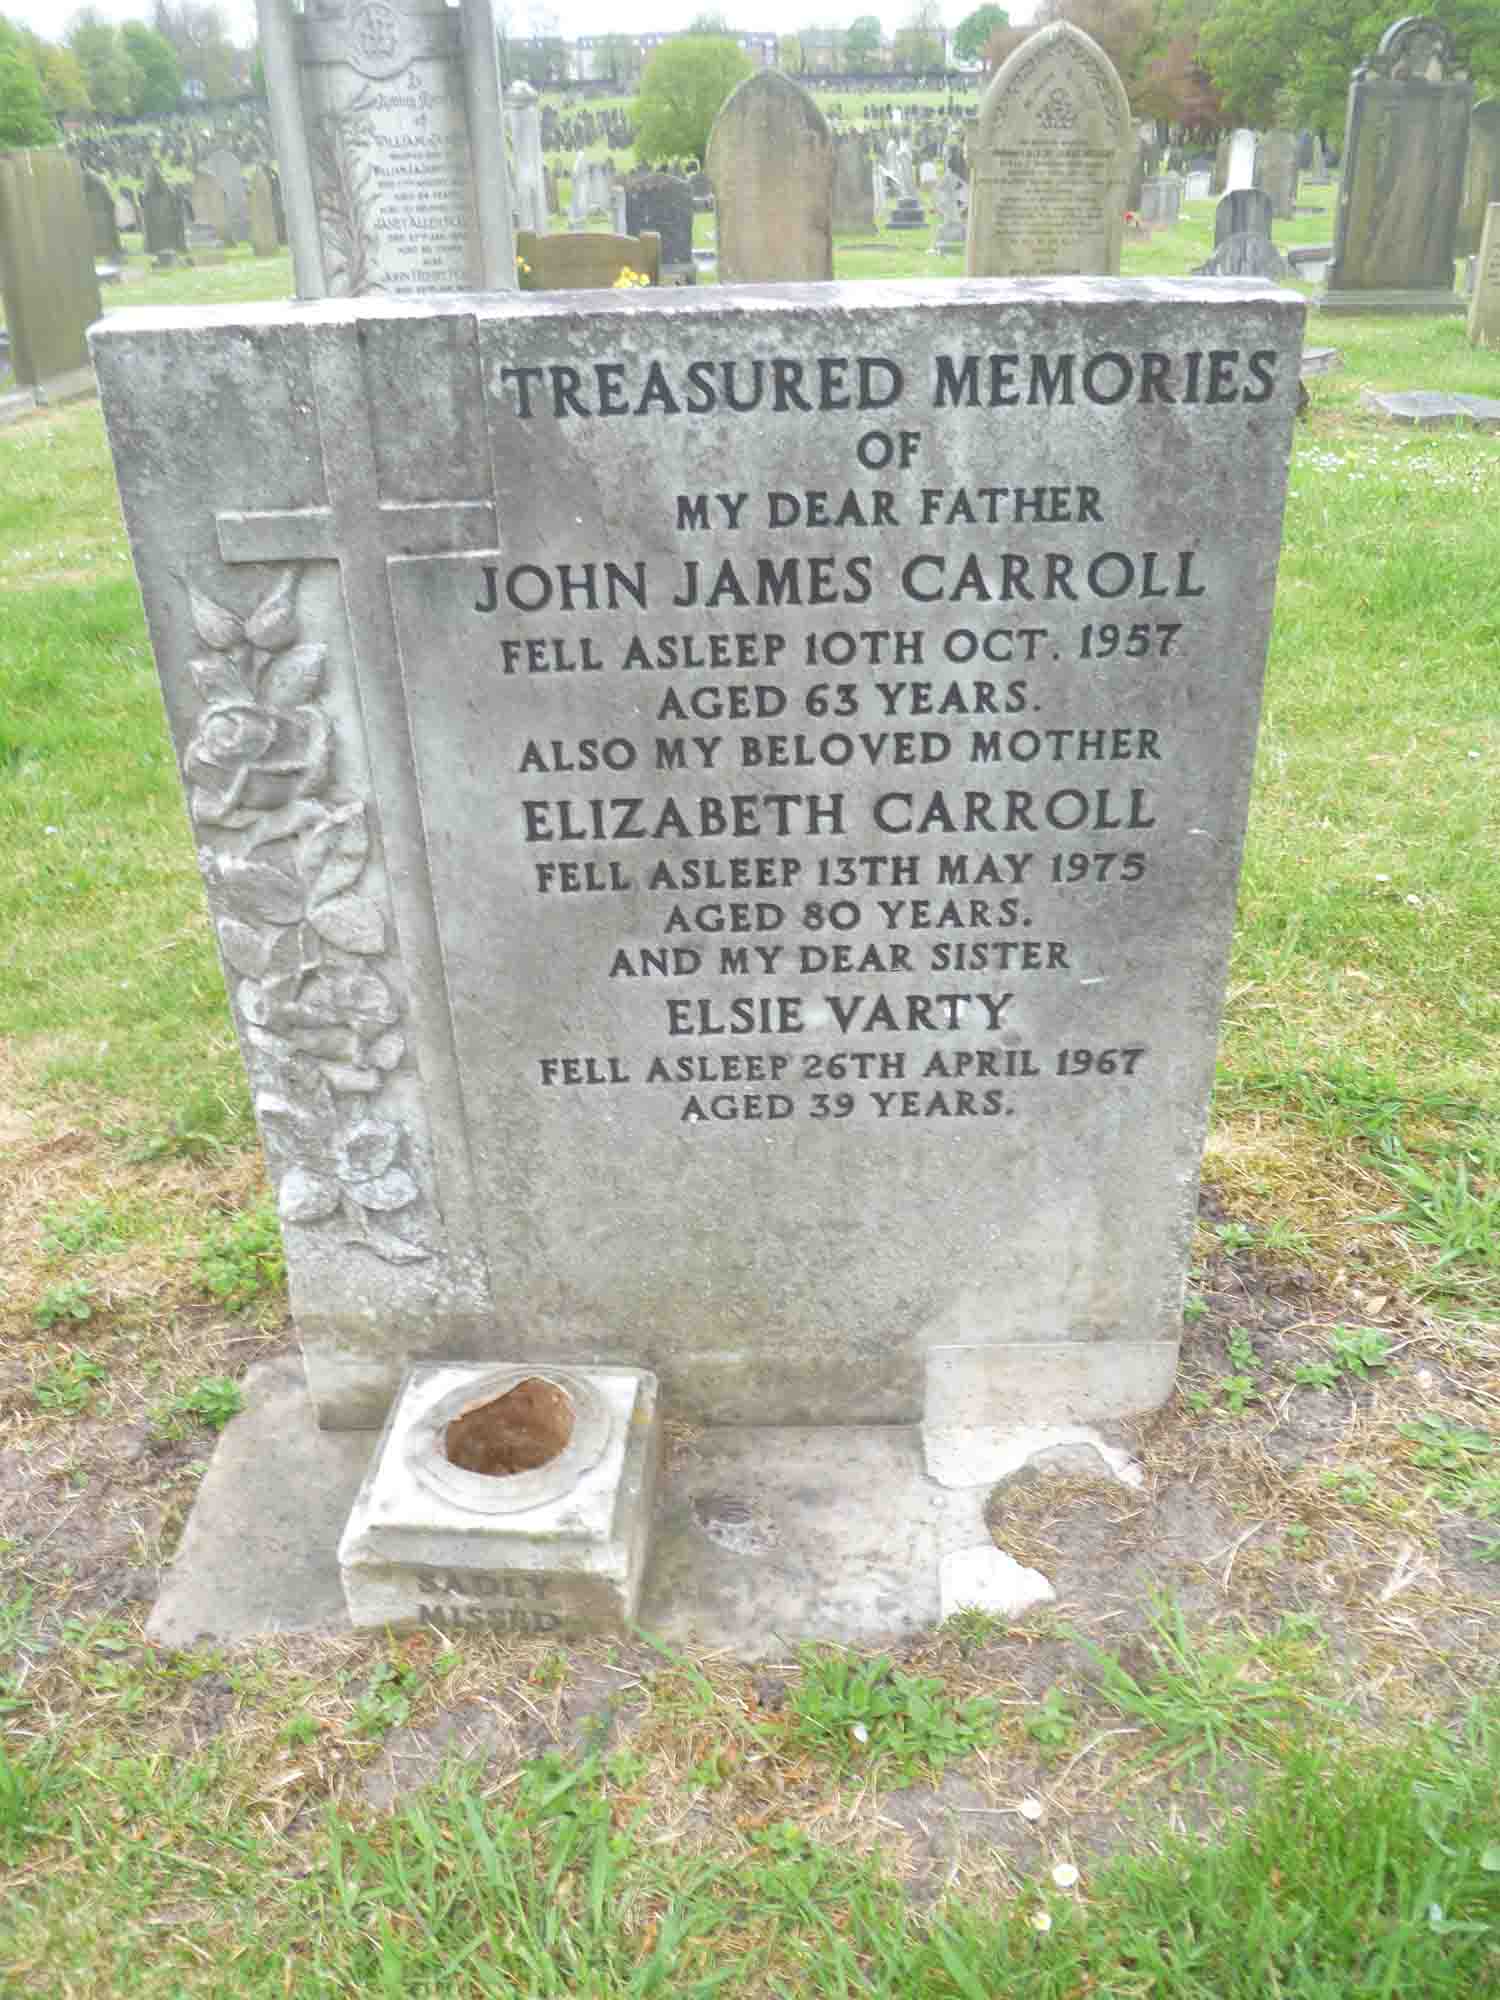 TREASURED MEMORIES
OF
MY DEAR FATHER
JOHN JAMES CARROLL
FELL ASLEEP 10TH OCT. 1957
AGED 63 YEARS.
ALSO MY BELOVED MOTHER
ELIZABETH CARROLL
FELL ASLEEP 13TH MAY 1975
AGED 80 YEARS.
AND MY DEAR SISTER
ELSIE VARTY
FELL ASLEEP 26TH APRIL 1967
AGED 39 YEARS.
SADLY
MISSED